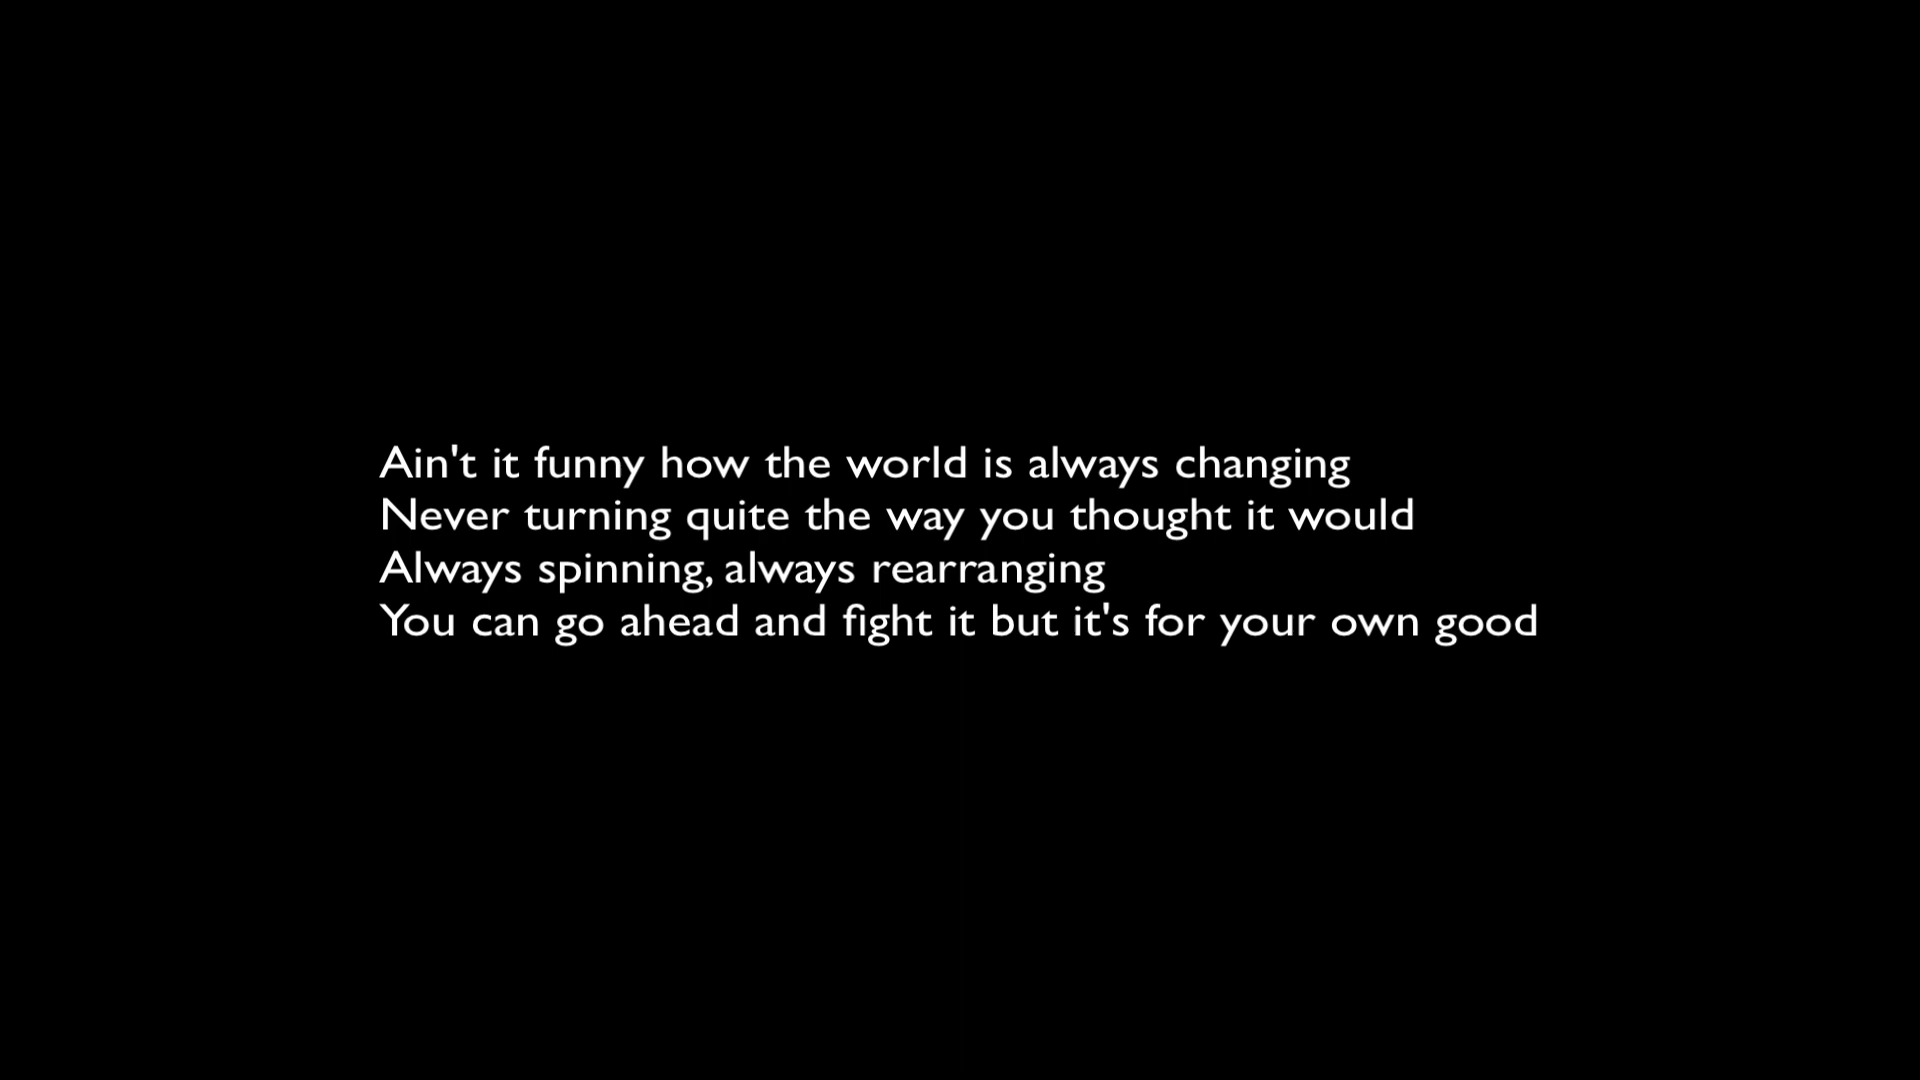 Ain't it funny how the world is always changing
Never turning quite the way you thought it would
Always spinning, always rearranging
You can go ahead and fight it but it's for your own good